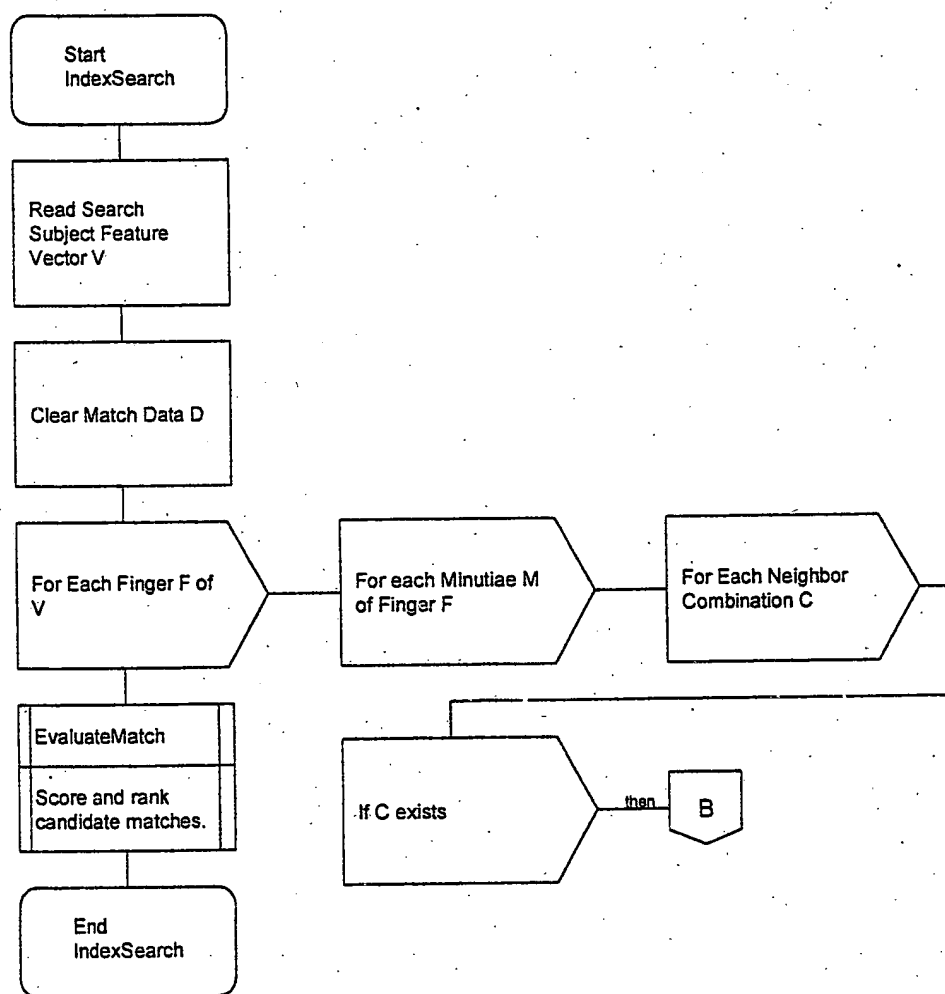 Start
IndexSearch
Read Search
Subject Feature
Vector V
Clear Match Data D
For Each Finger F of
V
For each Minutiae M
of Finger F
For Each Neighbor
Combination C
EvaluateMatch
Score and rank
candidate matches.
If C exists
then
B
End
IndexSearch